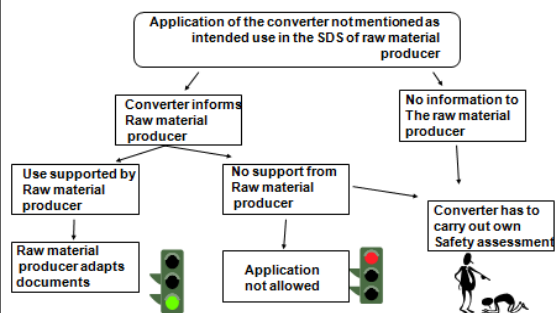 Application of the converter not mentioned as
intended use in the SDS of raw material
producer
Converter informs
Raw material
producer
No information to
The raw material
producer
Use supported by
Raw material
producer
No support from
Raw material
producer
Converter has to
carry out own
Safety assessment
Raw material
producer adapts
documents
Application
not allowed